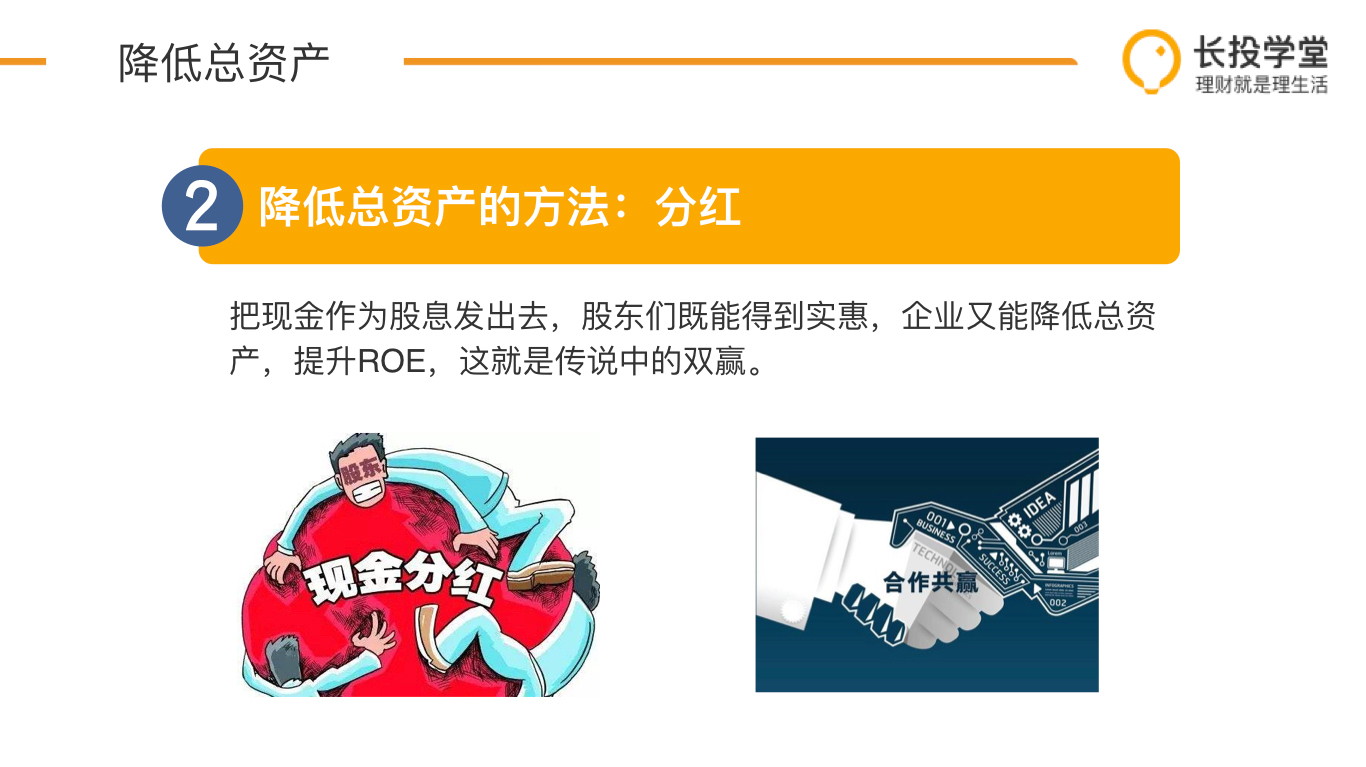 降低总资产
长投学堂
理财就是理生活
2
降低总资产的方法：分红
把现金作为股息发出去，股东们既能得到实惠，企业又能降低总资
产，提升ROE，这就是传说中的双赢。
股东
现金分红
001
BUSINESS
IDEA
003
TECHNOL
SUCCESS
合作共赢
002